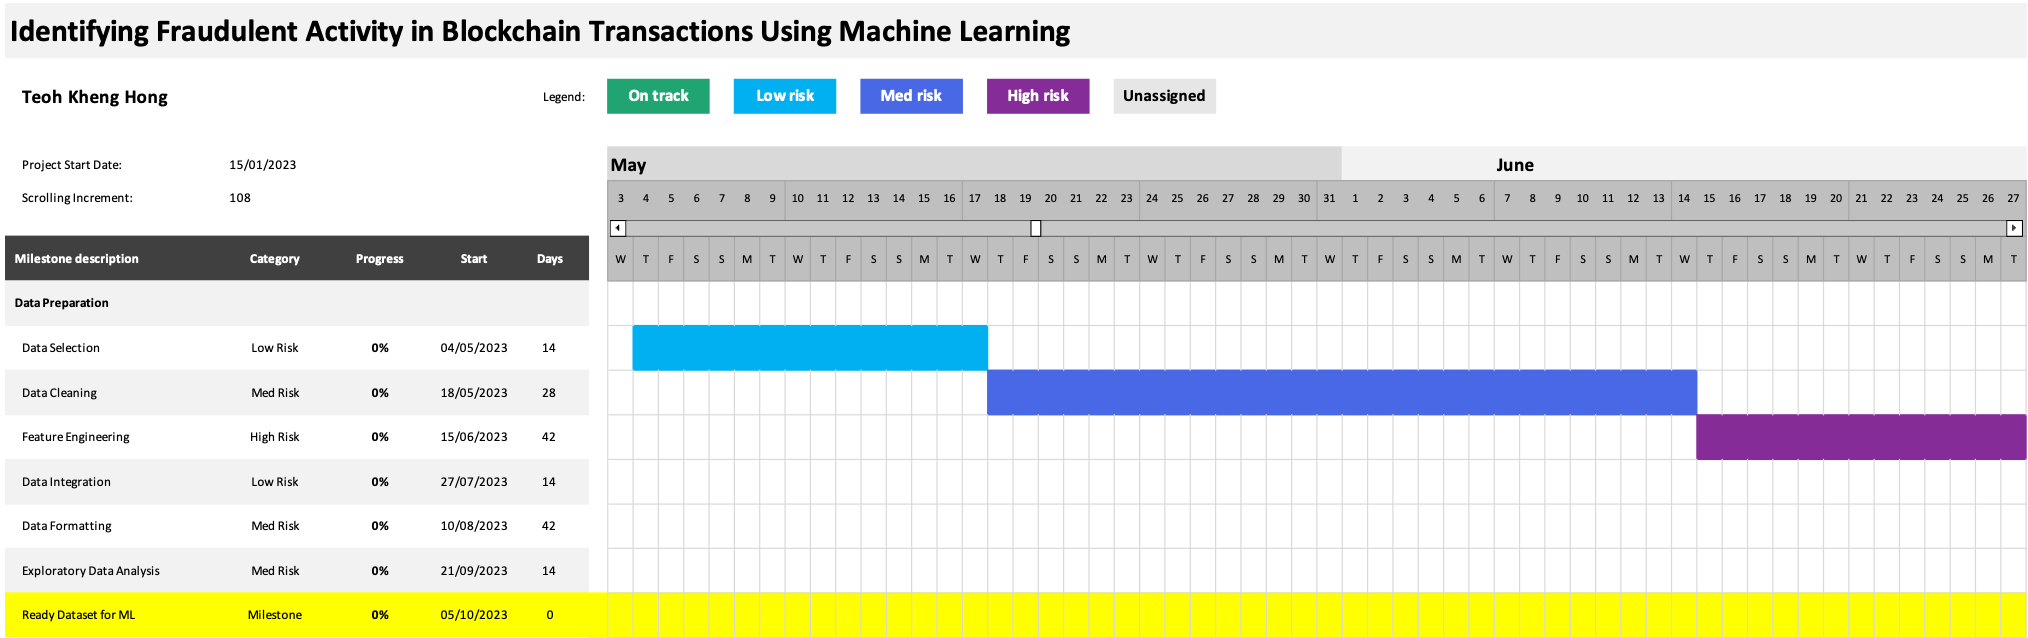 Identifying Fraudulent Activity in Blockchain Transactions Using Machine Learning
Teoh Kheng Hong Legend: On track Low risk Med risk High risk Unassigned
Project Start Date: 15/01/2023 May June
Scrolling Increment: 108 3 4 5 6 7 8 9 10 11 12 13 14 15 16 17 18 19 20 21 22 23 24 25 26 27 28 29 30 31 1 2 3 4 5 6 7 8 9 10 11 12 13 14 15 16 17 18 19 20 21 22 23 24 25 26 27
Milestone description Category Progress Start Days W T F S S M T W T F S S M T W T F S S M T W T F S S M T W T F S S M T W T F S S M T W T F S S M T W T F S S M T
Data Preparation
Data Selection Low Risk 0% 04/05/2023 14
Data Cleaning Med Risk 0% 18/05/2023 28
Feature Engineering High Risk 0% 15/06/2023 42
Data Integration Low Risk 0% 27/07/2023 14
Data Formatting Med Risk 0% 10/08/2023 42
Exploratory Data Analysis Med Risk 0% 21/09/2023 14
Ready Dataset for ML Milestone 0% 05/10/2023 0